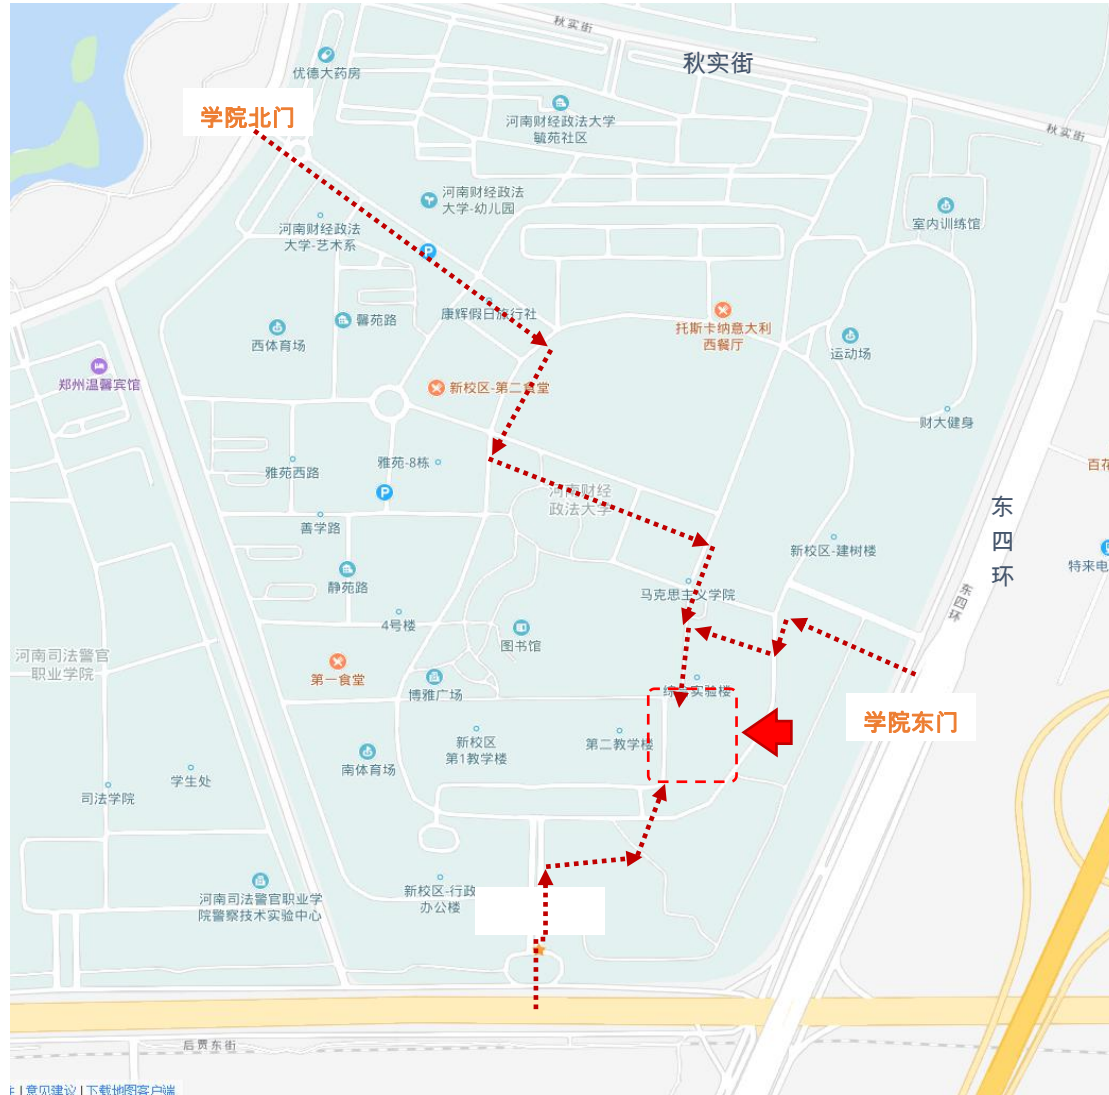 秋实街
秋实街
优德大药房
学院北门
河南财经政法大学
毓苑社区
秋实街
河南财经政法
大学-幼儿园
室内训练馆
河南财经政法
大学-艺术系
P
康辉假日旅行社
馨苑路
托斯卡纳意大利
西餐厅
西体育场
运动场
郑州温馨宾馆
新校区-第二食堂
财大健身
雅苑-8栋
雅苑西路
百花
P
河南财经
政法大学
东
四
环
善学路
新校区-建树楼
特来电
静苑路
马克思主义学院
东四环
4号楼
图书馆
河南司法警官
职业学院
第一食堂
博雅广场
综合实验楼
学院东门
新校区
第1教学楼
第二教学楼
南体育场
学生处
司法学院
新校区-行政
办公楼
河南司法警官职业学
院警察技术实验中心
后贾东街
| 意见建议 | 下载地图客户端